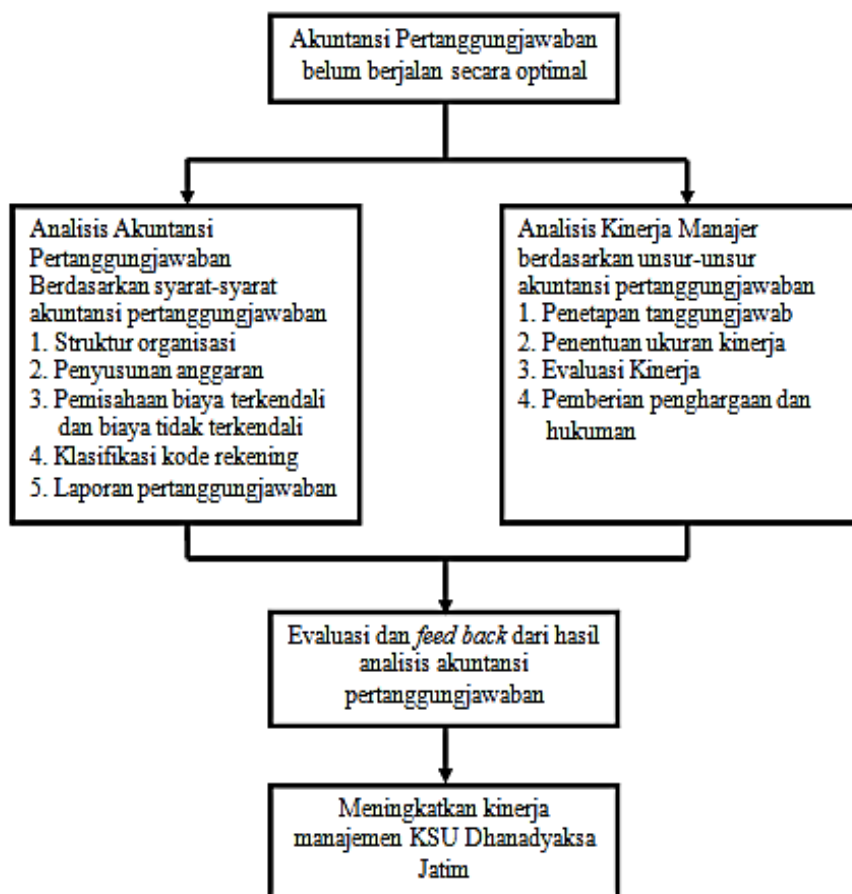 Akuntansi Pertanggungjawaban
belum berjalan secara optimal
Analisis Akuntansi
Pertanggungjawaban
Berdasarkan syarat-syarat
akuntansi pertanggungjawaban
1. Struktur organisasi
2. Penyusunan anggaran
3. Pemisahaan biaya terkendali
dan biaya tidak terkendali
4. Klasifikasi kode rekening
5. Laporan pertanggungjawaban
Analisis Kinerja Manajer
berdasarkan unsur-unsur
akuntansi pertanggungjawaban
1. Penetapan tanggungjawab
2. Penentuan ukuran kinerja
3. Evaluasi Kinerja
4. Pemberian penghargaan dan
hukuman
Evaluasi dan feed back dari hasil
analisis akuntansi
pertanggungjawaban
Meningkatkan kinerja
manajemen KSU Dhanadyaksa
Jatim